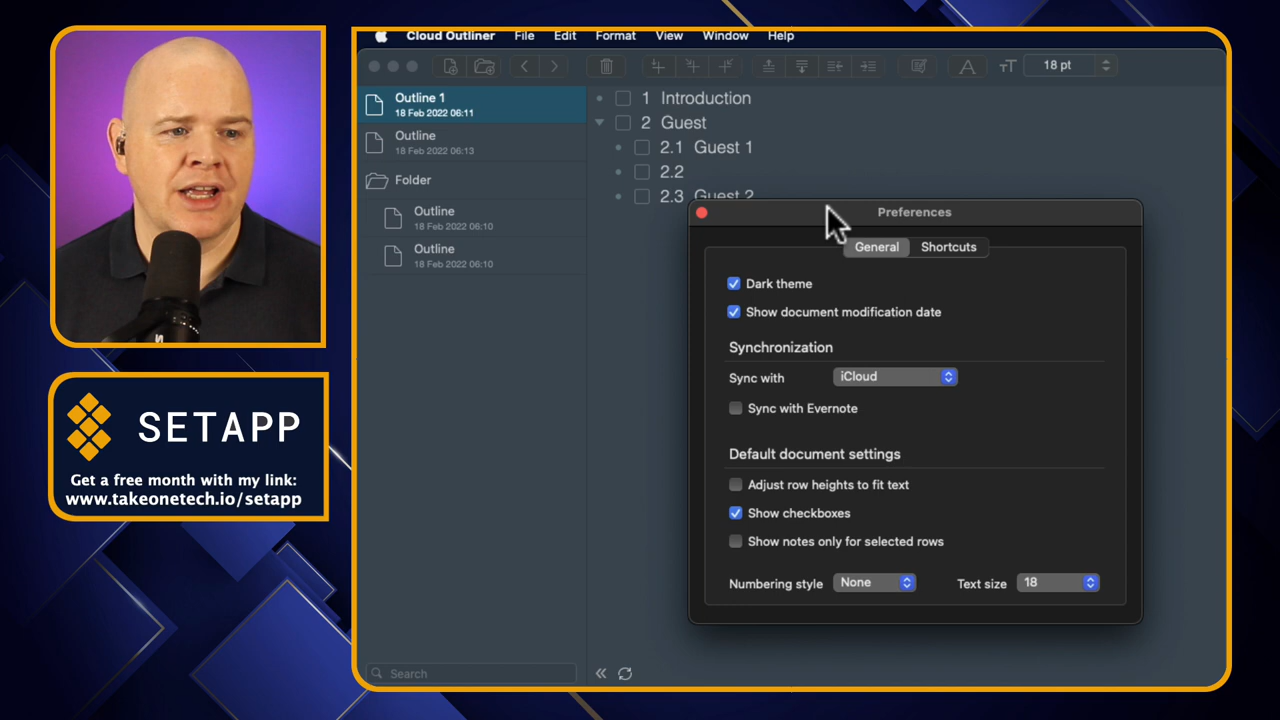 Cloud Outliner File Edit Format View Window Help
18 pt
Outline 1
18 Feb 2022 06:11
Outline
18 Feb 2022 06:13
Folder
Outline
18 Feb 2022 06:10
Outline
18 Feb 2022 06:10
Search
1 Introduction
2 Guest
2.1 Guest 1
2.2
2.3 Guest 2
Preferences
General Shortcuts
Dark theme
Show document modification date
Synchronization
Sync with iCloud
Sync with Evernote
Default document settings
Adjust row heights to fit text
Show checkboxes
Show notes only for selected rows
Numbering style None Text size 18
SETAPP
Get a free month with my link:
www.takeonetech.io/setapp